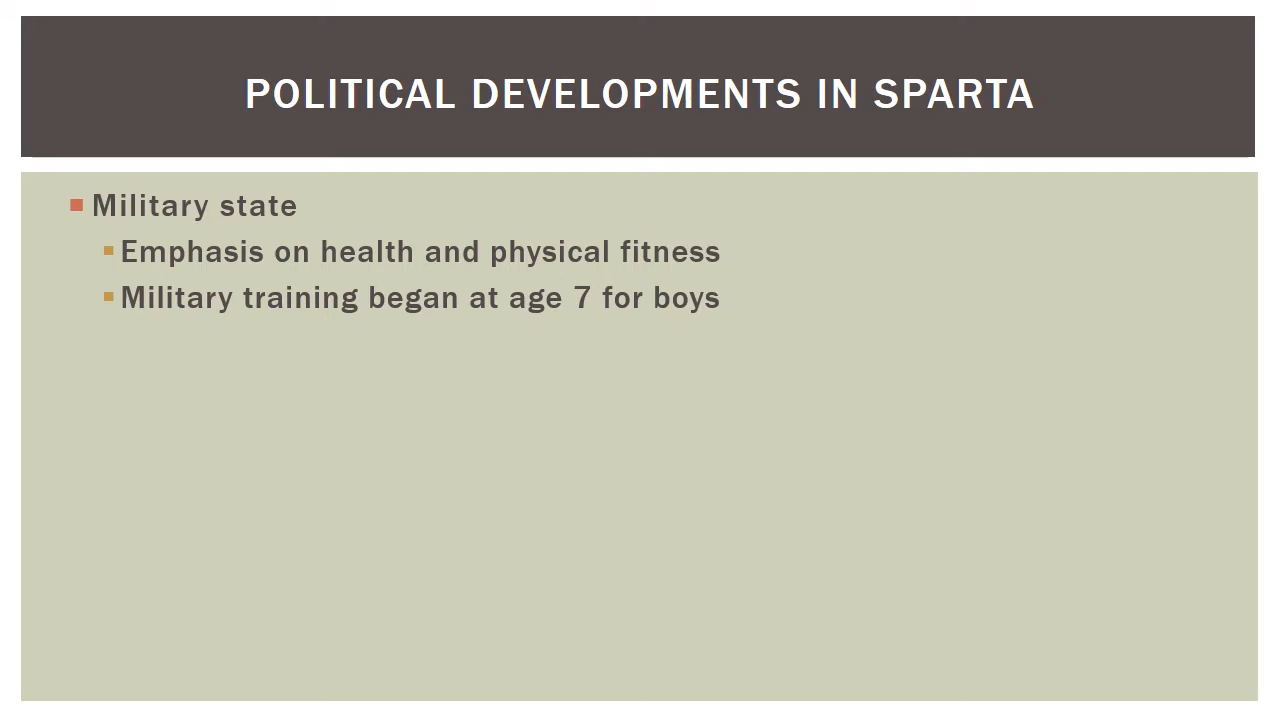 POLITICAL DEVELOPMENTS IN SPARTA
Military state
Emphasis on health and physical fitness
Military training began at age 7 for boys